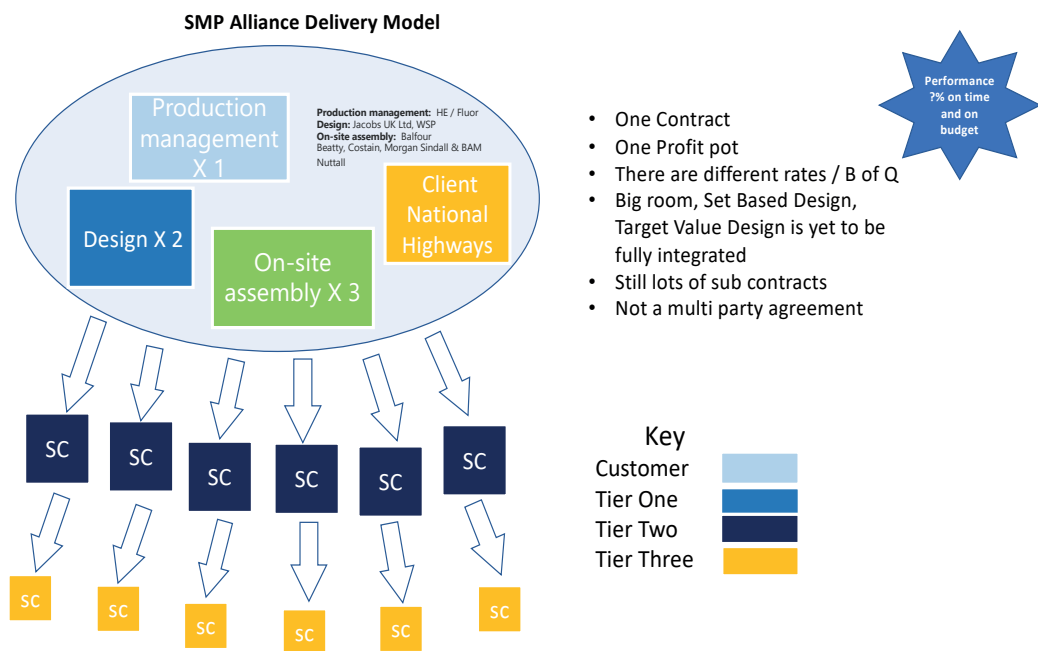 SMP Alliance Delivery Model
Production
management
X 1
Production management: HE / Fluor
Design: Jacobs UK Ltd, WSP
On-site assembly: Balfour
Beatty, Costain, Morgan Sindall & BAM
Nuttall
Design X 2
On-site
assembly X 3
Client
National
Highways
SC
SC
SC
SC
SC
SC
SC
SC
SC
SC
SC
SC
Performance
?% on time
and on
budget
• One Contract
• One Profit pot
• There are different rates / B of Q
• Big room, Set Based Design,
Target Value Design is yet to be
fully integrated
• Still lots of sub contracts
• Not a multi party agreement
Key
Customer
Tier One
Tier Two
Tier Three